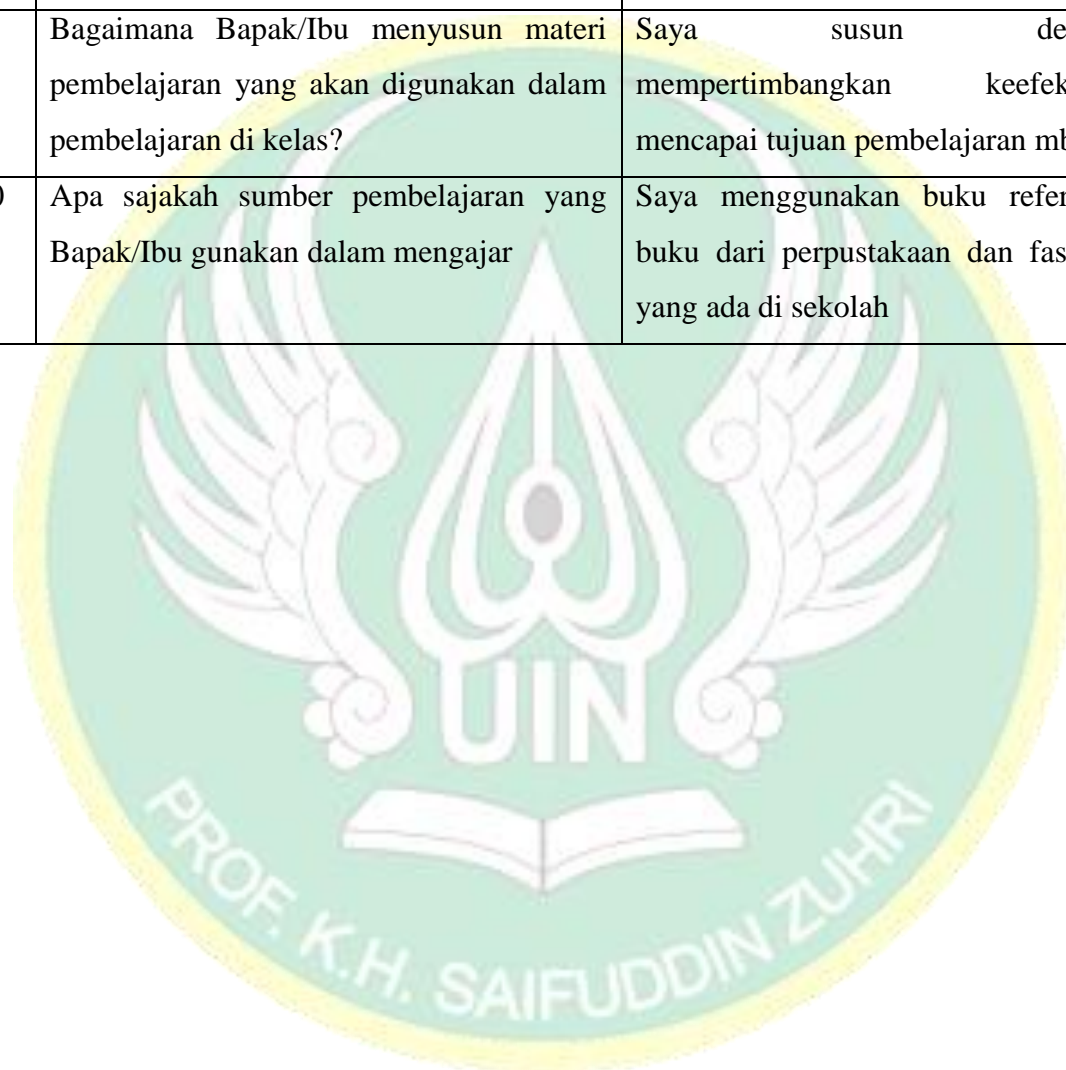 Bagaimana Bapak/Ibu menyusun materi
pembelajaran yang akan digunakan dalam
pembelajaran di kelas?
Saya susun
mempertimbangkan
mencapai tujuan pembelajaran
Apa sajakah sumber pembelajaran yang
Bapak/Ibu gunakan dalam mengajar
Saya menggunakan buku
buku dari perpustakaan dan
yang ada di sekolah
UIN
PROF. K.H. SAIFUDDIN ZUHRI